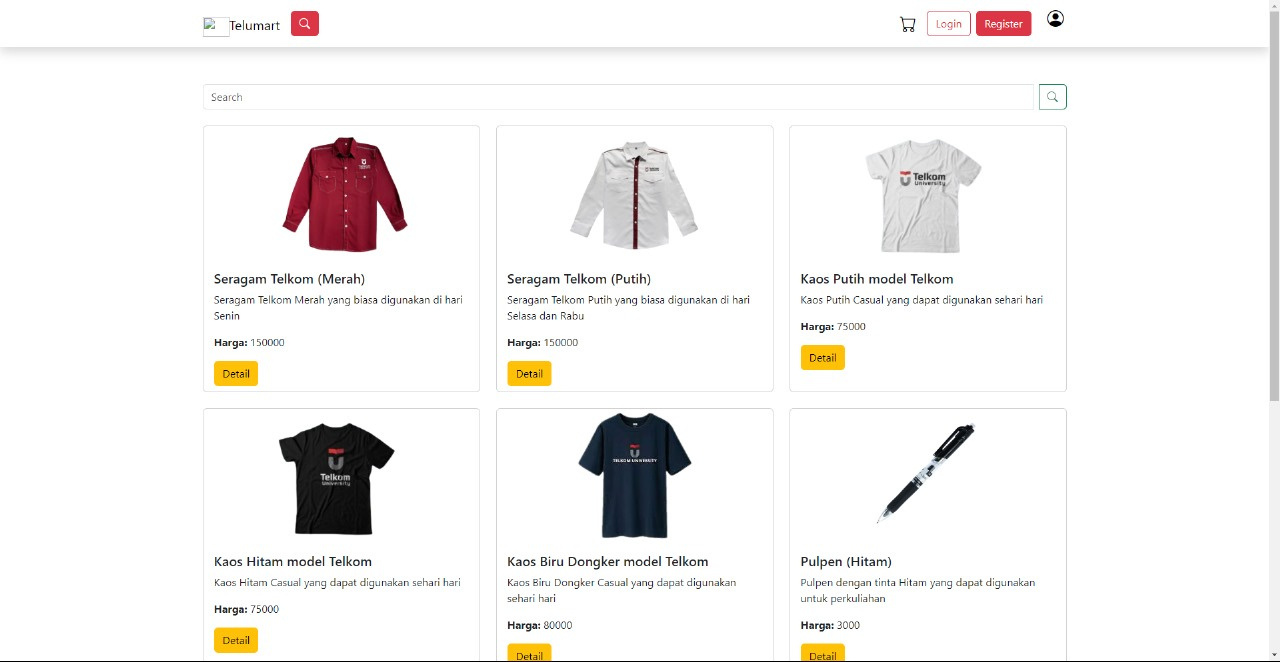 Telumart
Login
Register
Search
Seragam Telkom (Merah)
Seragam Telkom Merah yang biasa digunakan di hari
Senin
Harga: 150000
Detail
Seragam Telkom (Putih)
Seragam Telkom Putih yang biasa digunakan di hari
Selasa dan Rabu
Harga: 150000
Detail
Telkom
University
Kaos Putih model Telkom
Kaos Putih Casual yang dapat digunakan sehari hari
Harga: 75000
Detail
Telkom
University
Kaos Hitam model Telkom
Kaos Hitam Casual yang dapat digunakan sehari hari
Harga: 75000
Detail
TELKOM UNIVERSITY
Kaos Biru Dongker model Telkom
Kaos Biru Dongker Casual yang dapat digunakan
sehari hari
Harga: 80000
Detail
Pulpen (Hitam)
Pulpen dengan tinta Hitam yang dapat digunakan
untuk perkuliahan
Harga: 3000
Detail